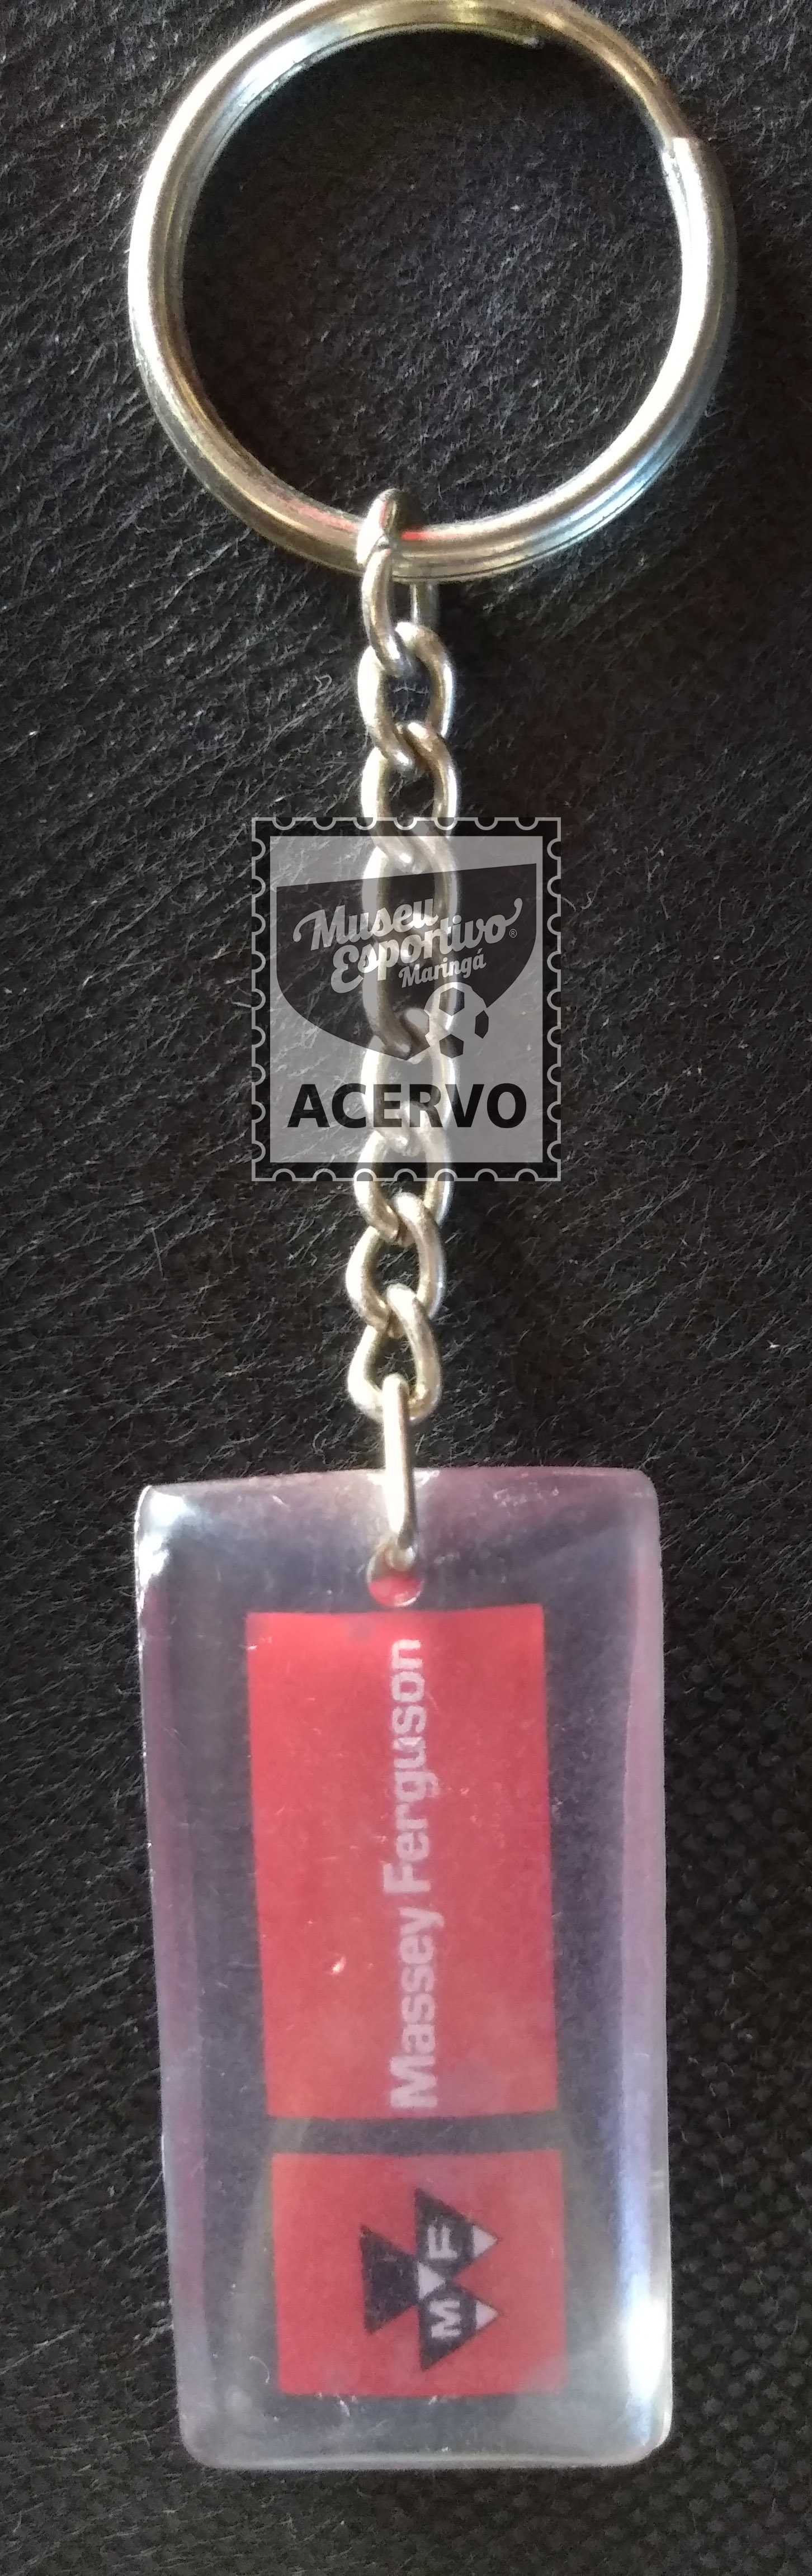 Museu
Esportivo®
Maringá
ACERVO
Massey Ferguson
MF